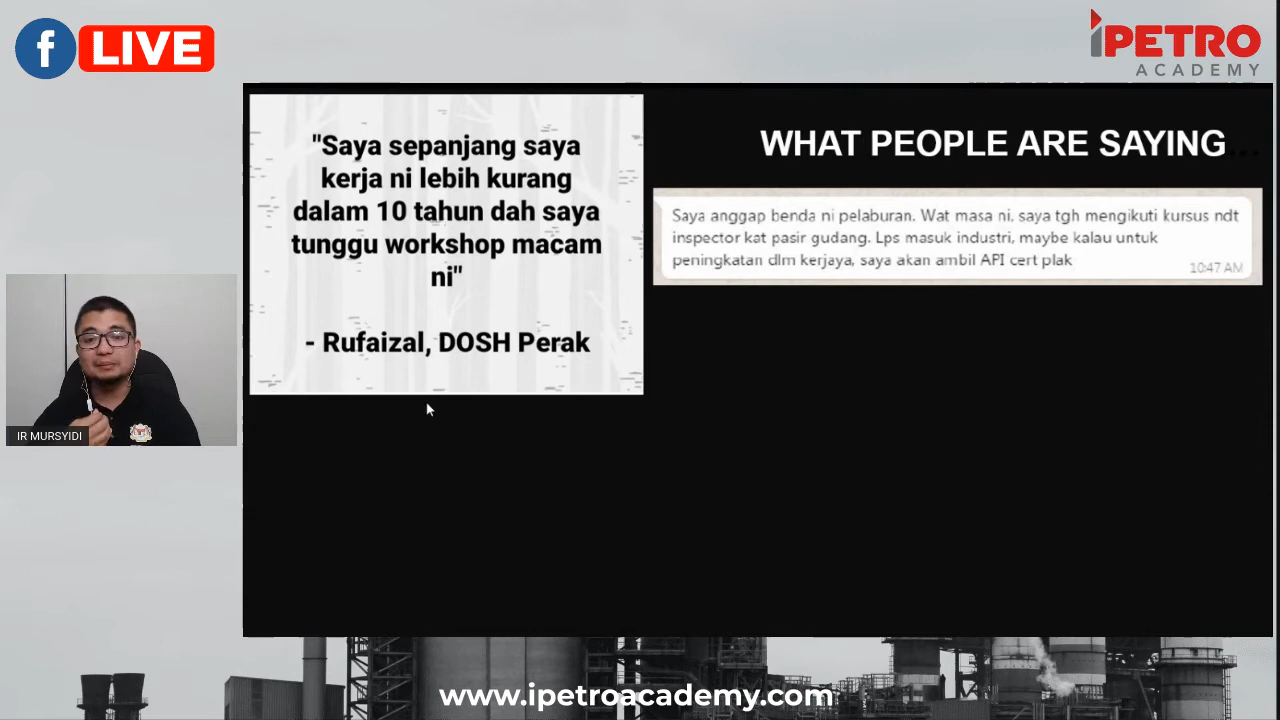 f LIVE
iPETRO
ACADEMY
"Saya sepanjang saya
kerja ni lebih kurang
dalam 10 tahun dah saya
tunggu workshop macam
ni"
- Rufaizal, DOSH Perak
WHAT PEOPLE ARE SAYING...
Saya anggap benda ni pelaburan. Wat masa ni, saya tgh mengikuti kursus ndt
inspector kat pasir gudang. Lps masuk industri, maybe kalau untuk
peningkatan dlm kerjaya, saya akan ambil API cert plak
10:47 AM
IR MURSYIDI
www.ipetroacademy.com